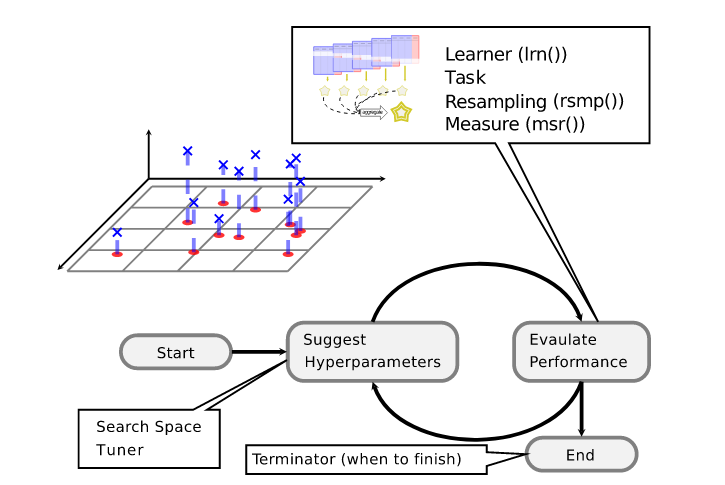 Learner (lrn())
Task
Resampling (rsmp())
Measure (msr())
Start
Suggest
Hyperparameters
Evaulate
Performance
Search Space
Tuner
Terminator (when to finish)
End